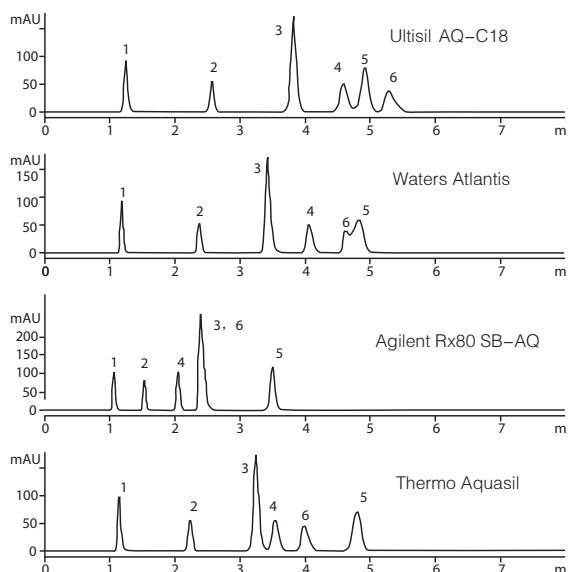 mAU
Ultisil AQ-C18
1 2 3 4 5 6
100
50
0
0 1 2 3 4 5 6 7 m
mAU
Waters Atlantis
1 2 3 4 6 5
150
100
50
0
0 1 2 3 4 5 6 7 m
mAU
Agilent Rx80 SB-AQ
1 2 4 3, 6 5
200
150
100
50
0
0 1 2 3 4 5 6 7 m
mAU
Thermo Aquasil
1 2 3 4 6 5
100
50
0
0 1 2 3 4 5 6 7 m